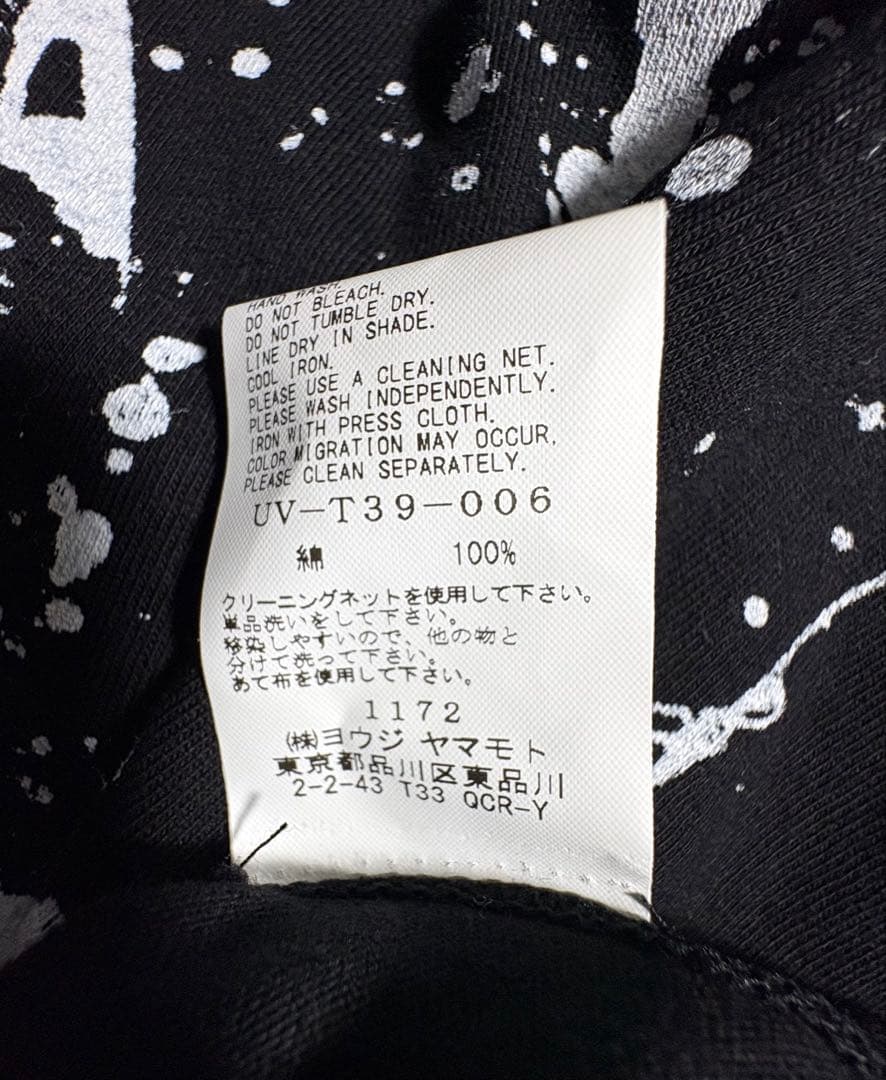 HAND WASH.
DO NOT BLEACH.
DO NOT TUMBLE DRY.
LINE DRY IN SHADE.
COOL IRON.
PLEASE USE A CLEANING NET.
PLEASE WASH INDEPENDENTLY.
IRON WITH PRESS CLOTH.
COLOR MIGRATION MAY OCCUR,
PLEASE CLEAN SEPARATELY.
UV-T39-006
綿 100%
クリーニングネットを使用して下さい。
単品洗いをして下さい。
移染しやすいので、他の物と
分けて洗って下さい。
あて布を使用して下さい。
1172
㈱ヨウジ ヤマモト
東京都品川区東品川
2-2-43 T33 QCR-Y